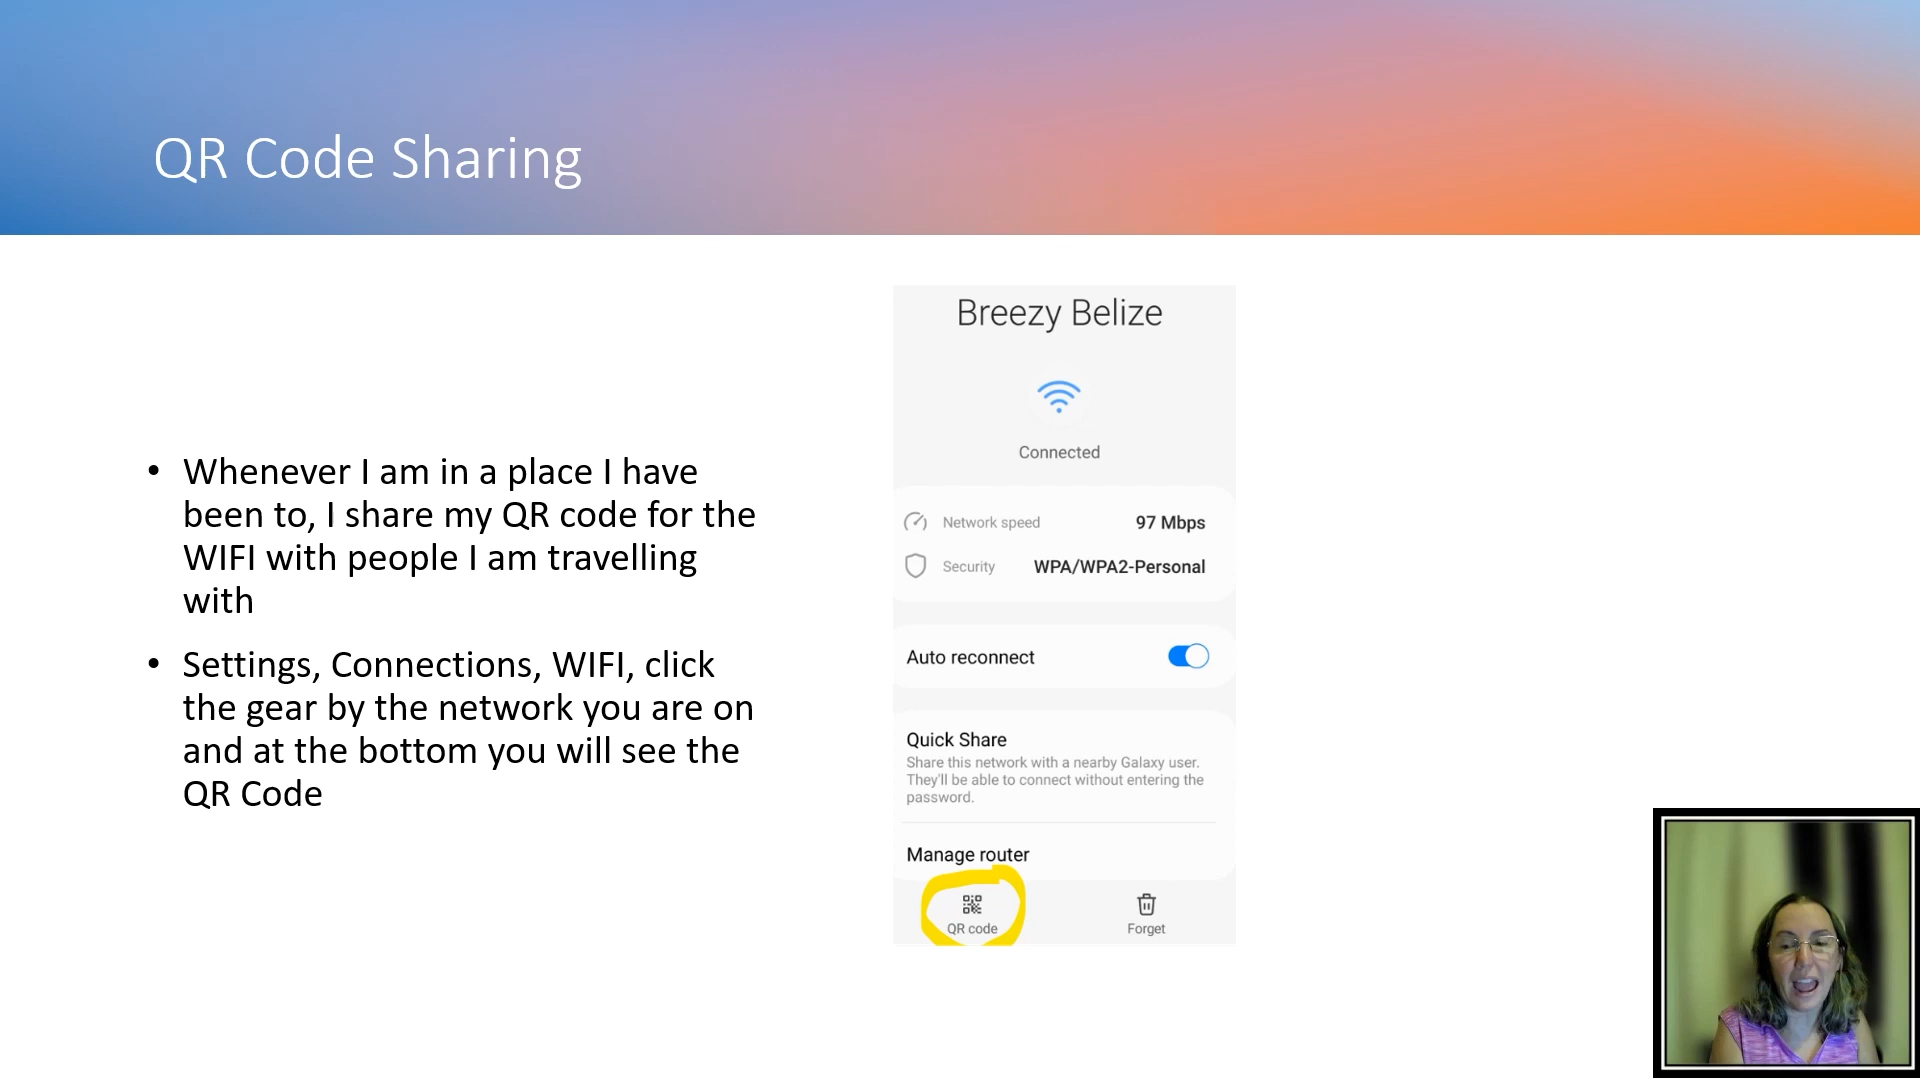 QR Code Sharing
• Whenever I am in a place I have
been to, I share my QR code for the
WIFI with people I am travelling
with
• Settings, Connections, WIFI, click
the gear by the network you are on
and at the bottom you will see the
QR Code
Breezy Belize
Connected
Network speed 97 Mbps
Security WPA/WPA2-Personal
Auto reconnect
Quick Share
Share this network with a nearby Galaxy user.
They'll be able to connect without entering the
password.
Manage router
QR code Forget